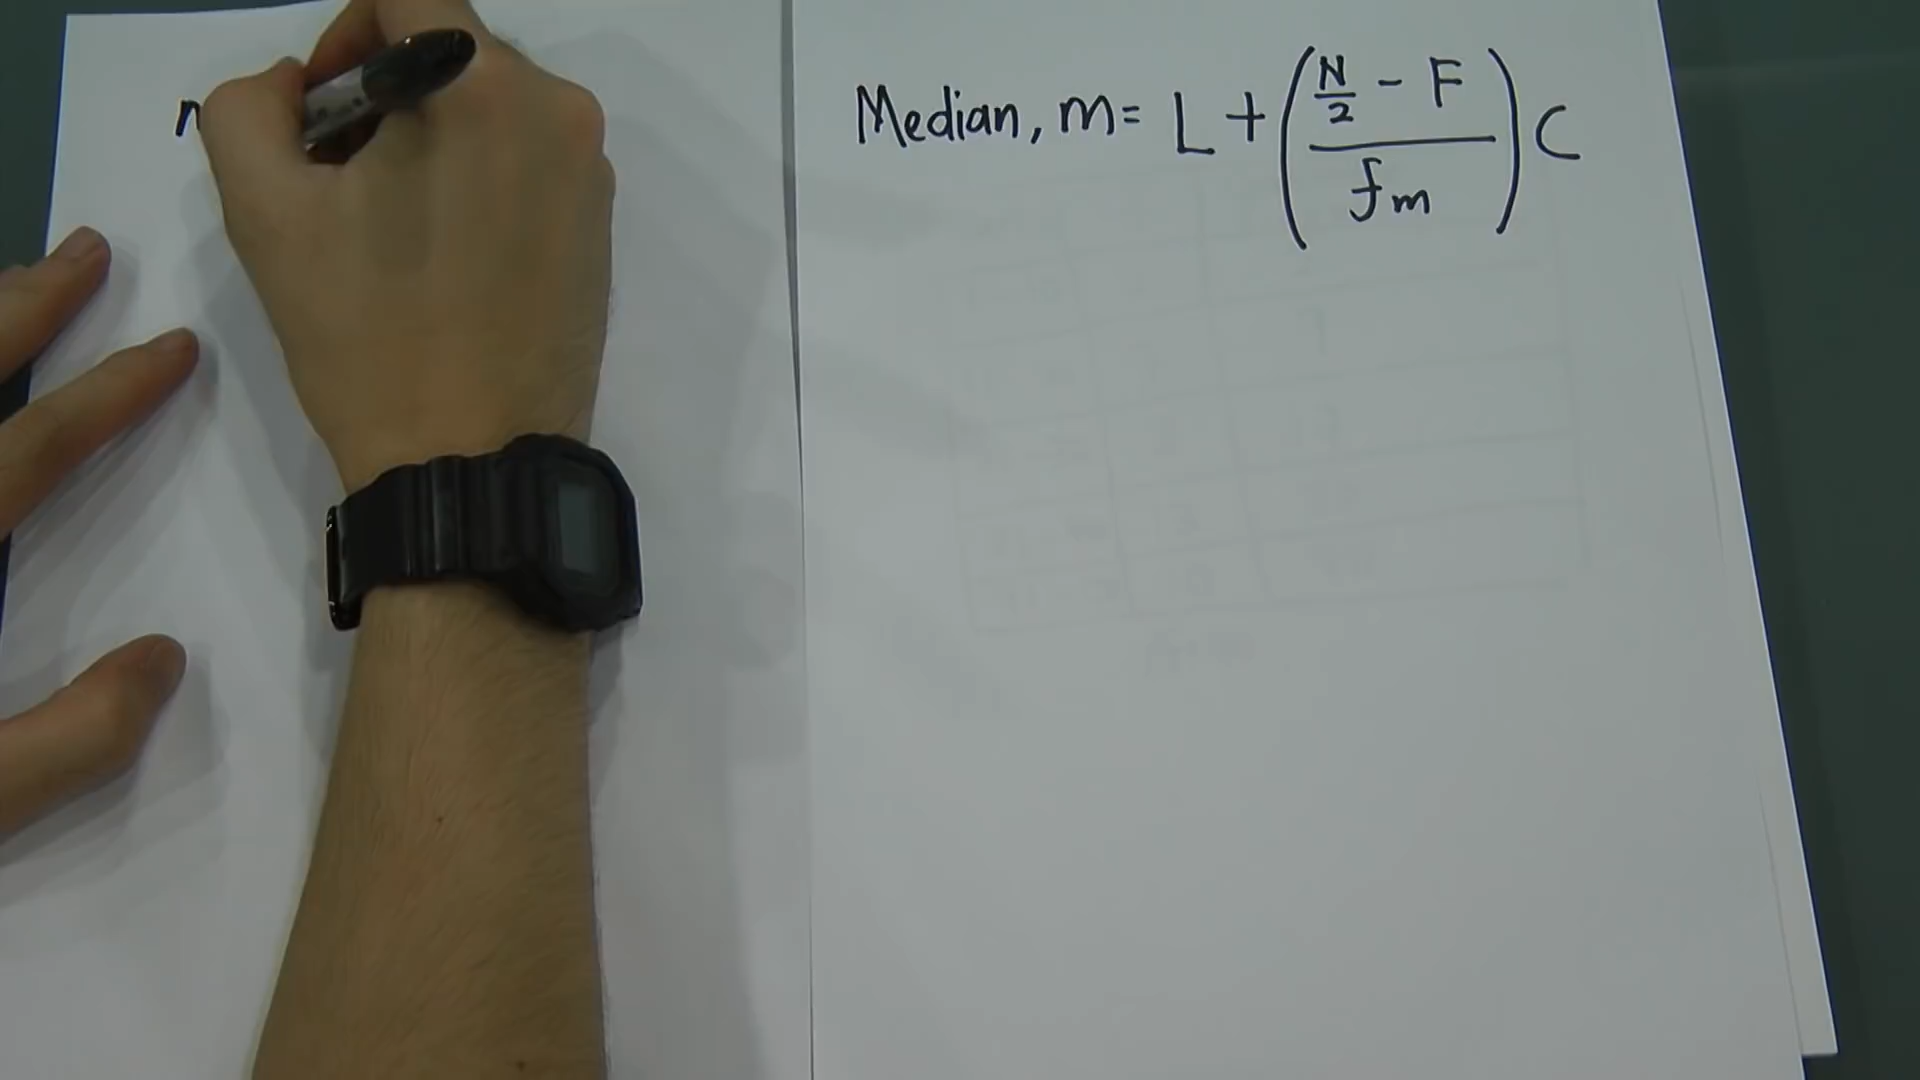 Median, m = L + ( (N/2 - F) / fm ) C